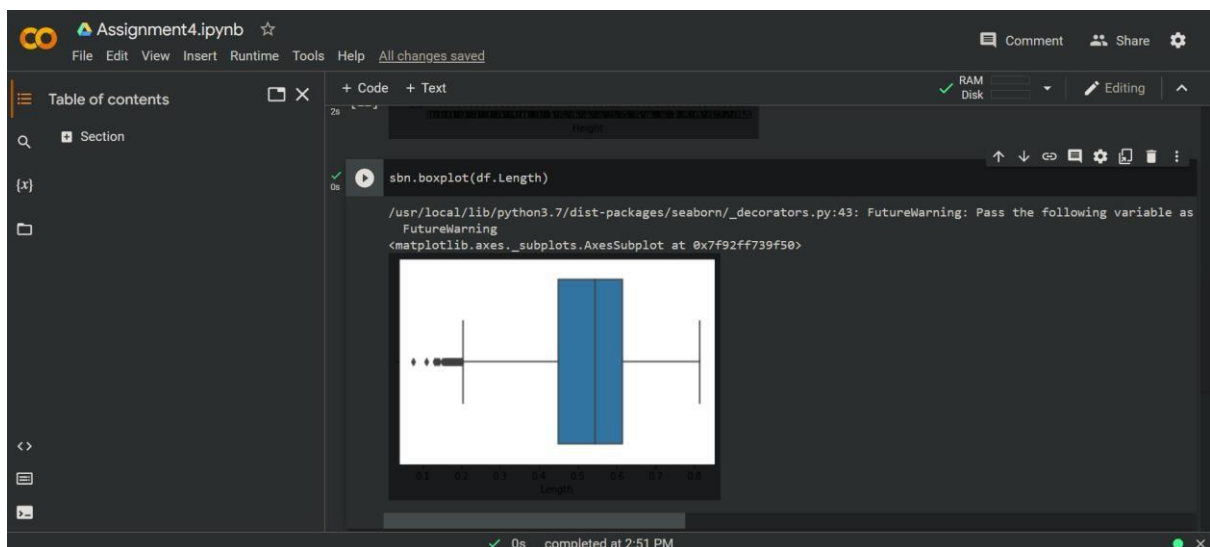 CO Assignment4.ipynb
File Edit View Insert Runtime Tools Help All changes saved
Comment Share
Table of contents
+ Code + Text
RAM
Disk
Editing
2s
Height
Section
{x}
0s
sbn.boxplot(df.Length)
/usr/local/lib/python3.7/dist-packages/seaborn/_decorators.py:43: FutureWarning: Pass the following variable as
FutureWarning
<matplotlib.axes._subplots.AxesSubplot at 0x7f92ff739f50>
0.1 0.2 0.3 0.4 0.5 0.6 0.7 0.8
Length
<>
0s completed at 2:51 PM